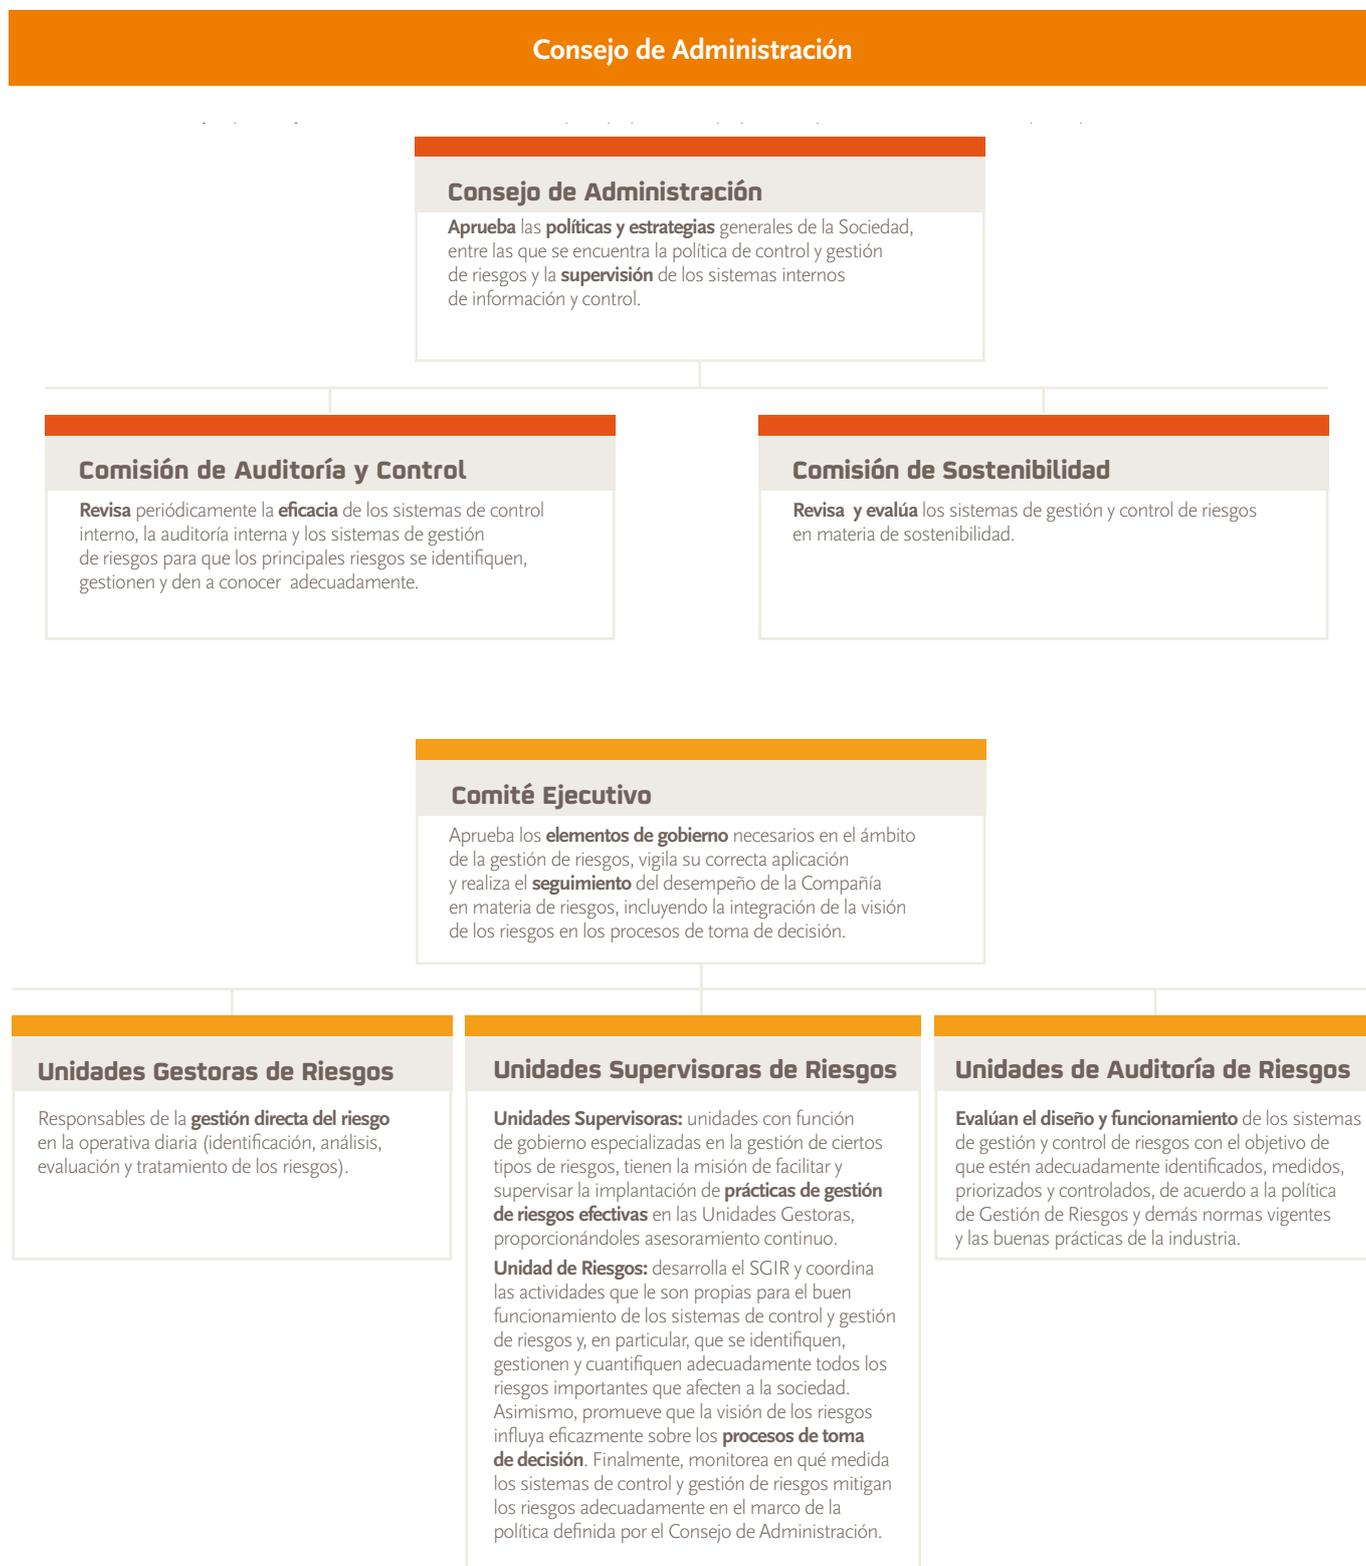 Consejo de Administración
Consejo de Administración
Aprueba las políticas y estrategias generales de la Sociedad,
entre las que se encuentra la política de control y gestión
de riesgos y la supervisión de los sistemas internos
de información y control.
Comisión de Auditoría y Control
Revisa periódicamente la eficacia de los sistemas de control
interno, la auditoría interna y los sistemas de gestión
de riesgos para que los principales riesgos se identifiquen,
gestionen y den a conocer adecuadamente.
Comisión de Sostenibilidad
Revisa y evalúa los sistemas de gestión y control de riesgos
en materia de sostenibilidad.
Comité Ejecutivo
Aprueba los elementos de gobierno necesarios en el ámbito
de la gestión de riesgos, vigila su correcta aplicación
y realiza el seguimiento del desempeño de la Compañía
en materia de riesgos, incluyendo la integración de la visión
de los riesgos en los procesos de toma de decisión.
Unidades Gestoras de Riesgos
Responsables de la gestión directa del riesgo
en la operativa diaria (identificación, análisis,
evaluación y tratamiento de los riesgos).
Unidades Supervisoras de Riesgos
Unidades Supervisoras: unidades con función
de gobierno especializadas en la gestión de ciertos
tipos de riesgos, tienen la misión de facilitar y
supervisar la implantación de prácticas de gestión
de riesgos efectivas en las Unidades Gestoras,
proporcionándoles asesoramiento continuo.
Unidad de Riesgos: desarrolla el SGIR y coordina
las actividades que le son propias para el buen
funcionamiento de los sistemas de control y gestión
de riesgos y, en particular, que se identifiquen,
gestionen y cuantifiquen adecuadamente todos los
riesgos importantes que afecten a la sociedad.
Asimismo, promueve que la visión de los riesgos
influya eficazmente sobre los procesos de toma
de decisión. Finalmente, monitorea en qué medida
los sistemas de control y gestión de riesgos mitigan
los riesgos adecuadamente en el marco de la
política definida por el Consejo de Administración.
Unidades de Auditoría de Riesgos
Evalúan el diseño y funcionamiento de los sistemas
de gestión y control de riesgos con el objetivo de
que estén adecuadamente identificados, medidos,
priorizados y controlados, de acuerdo a la política
de Gestión de Riesgos y demás normas vigentes
y las buenas prácticas de la industria.